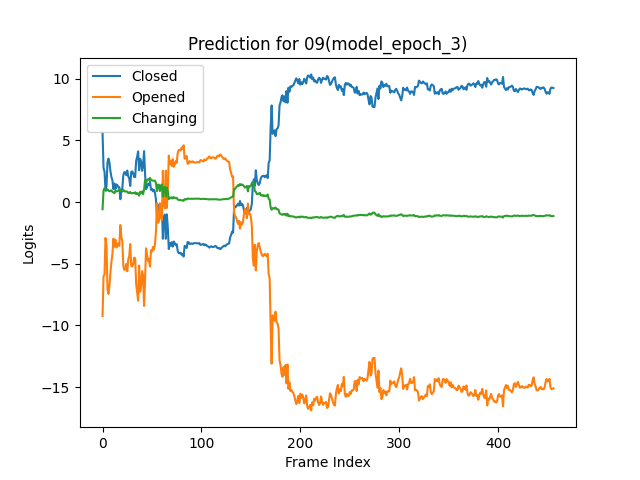 Prediction for 09(model_epoch_3)
Closed
Opened
Changing
10
5
0
−5
−10
−15
Logits
0
100
200
300
400
Frame Index